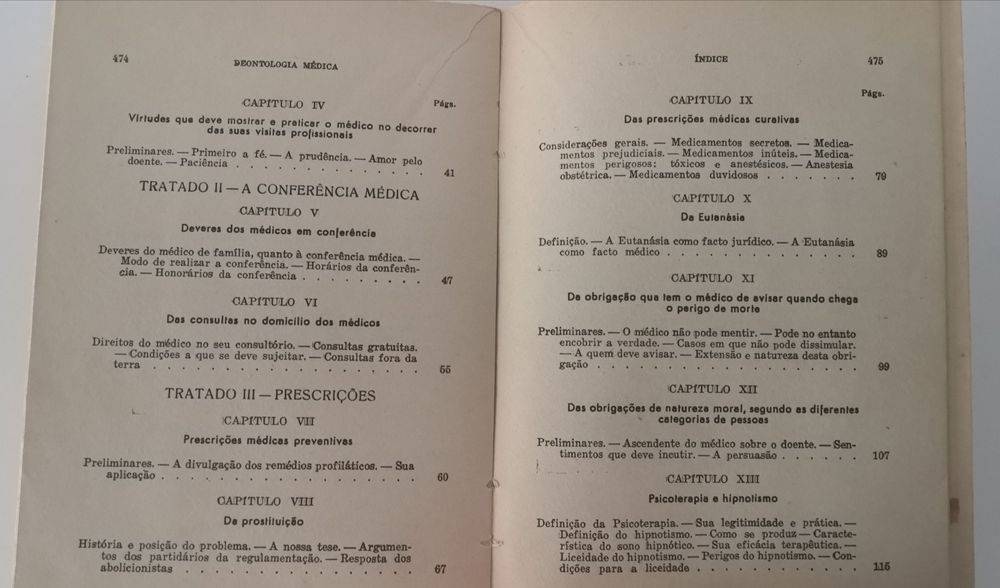 474
DEONTOLOGIA MÉDICA
CAPÍTULO IV
Págs.
Virtudes que deve mostrar e praticar o médico no decorrer
das suas visitas profissionais
Preliminares. — Primeiro a fé. — A prudência. — Amor pelo
doente. — Paciência . . . . . . . . . . . . 41
TRATADO II — A CONFERÊNCIA MÉDICA
CAPÍTULO V
Deveres dos médicos em conferência
Deveres do médico de família, quanto à conferência médica. —
Modo de realizar a conferência. — Horários da conferên-
cia. — Honorários da conferência . . . . . . . . . 47
CAPÍTULO VI
Das consultas no domicílio dos médicos
Direitos do médico no seu consultório. — Consultas gratuitas.
— Condições a que se deve sujeitar. — Consultas fora da
terra . . . . . . . . . . . . . . . . . 55
TRATADO III — PRESCRIÇÕES
CAPÍTULO VII
Prescrições médicas preventivas
Preliminares. — A divulgação dos remédios profiláticos. — Sua
aplicação . . . . . . . . . . . . . . . . 60
CAPÍTULO VIII
Da prostituição
História e posição do problema. — A nossa tese. — Argumen-
tos dos partidários da regulamentação. — Resposta dos
abolicionistas . . . . . . . . . . . . . . 67
ÍNDICE
475
Págs.
CAPÍTULO IX
Das prescrições médicas curativas
Considerações gerais. — Medicamentos secretos. — Medica-
mentos prejudiciais. — Medicamentos inúteis. — Medica-
mentos perigosos: tóxicos e anestésicos. — Anestesia
obstétrica. — Medicamentos duvidosos . . . . . . . 79
CAPÍTULO X
Da Eutanásia
Definição. — A Eutanásia como facto jurídico. — A Eutanásia
como facto médico . . . . . . . . . . . . . 89
CAPÍTULO XI
Da obrigação que tem o médico de avisar quando chega
o perigo de morte
Preliminares. — O médico não pode mentir. — Pode no entanto
encobrir a verdade. — Casos em que não pode dissimular.
— A quem deve avisar. — Extensão e natureza desta obri-
gação . . . . . . . . . . . . . . . . . 99
CAPÍTULO XII
Das obrigações de natureza moral, segundo as diferentes
categorias de pessoas
Preliminares. — Ascendente do médico sobre o doente. — Sen-
timentos que deve incutir. — A persuasão . . . . . . 107
CAPÍTULO XIII
Psicoterapia e hipnotismo
Definição da Psicoterapia. — Sua legitimidade e prática. —
Definição do hipnotismo. — Como se produz — Caracte-
rística do sono hipnótico. — Sua eficácia terapêutica. —
Liceidade do hipnotismo. — Perigos do hipnotismo. — Con-
dições para a liceidade . . . . . . . . . . . 115